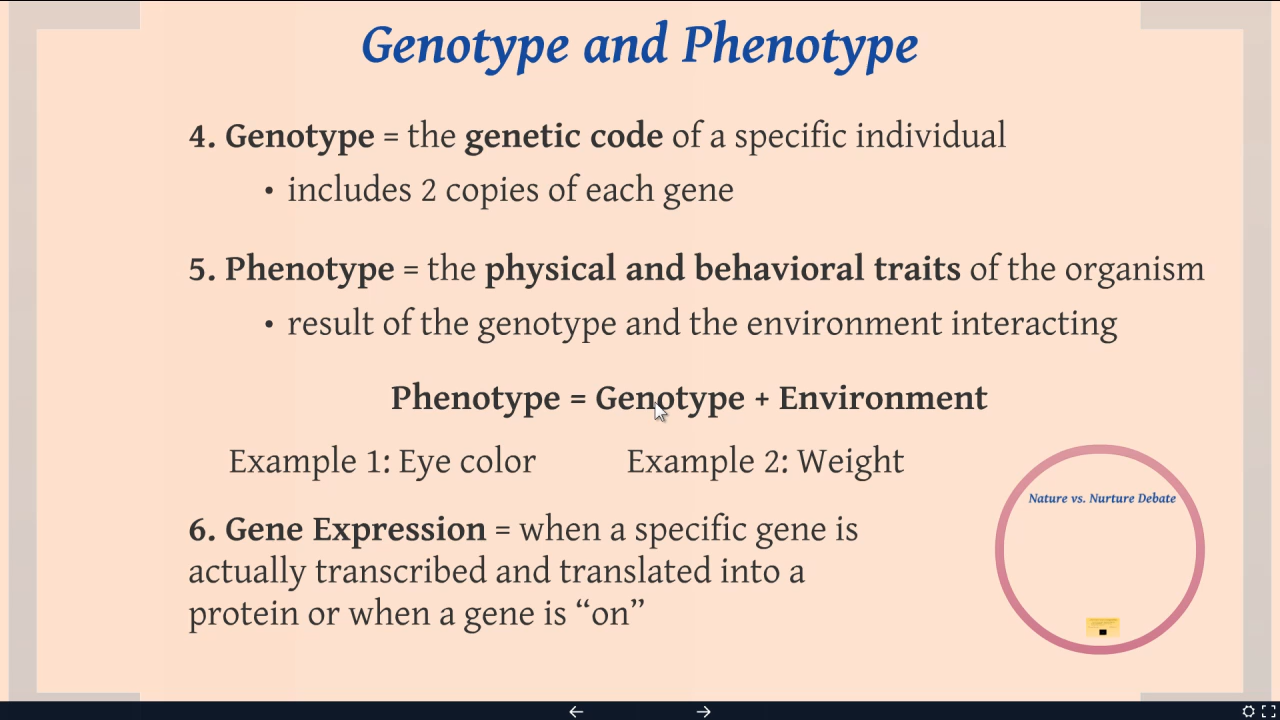 Genotype and Phenotype
4. Genotype = the genetic code of a specific individual
• includes 2 copies of each gene
5. Phenotype = the physical and behavioral traits of the organism
• result of the genotype and the environment interacting
Phenotype = Genotype + Environment
Example 1: Eye color Example 2: Weight
6. Gene Expression = when a specific gene is
actually transcribed and translated into a
protein or when a gene is “on”
Nature vs. Nurture Debate